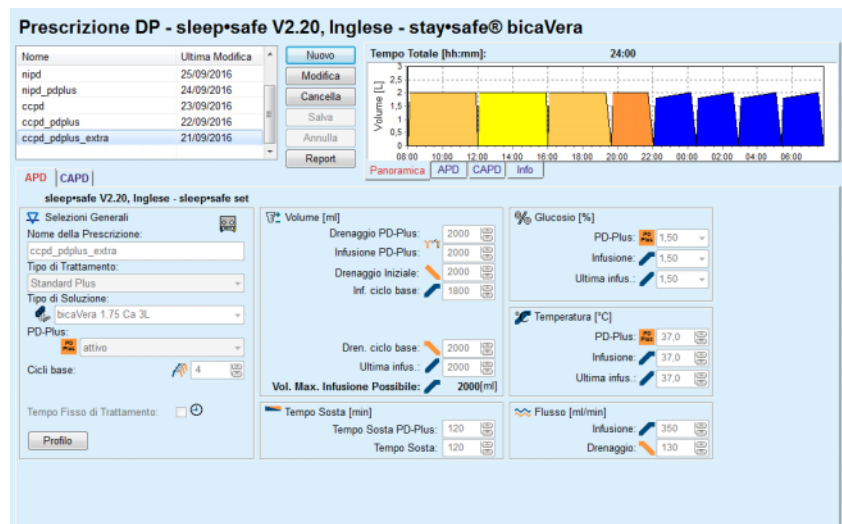 Prescrizione DP - sleep•safe V2.20, Inglese - stay•safe® bicaVera
Nome Ultima Modifica
nipd 25/09/2016
nipd_pdplus 24/09/2016
ccpd 23/09/2016
ccpd_pdplus 22/09/2016
ccpd_pdplus_extra 21/09/2016
Nuovo
Modifica
Cancella
Salva
Annulla
Report
Tempo Totale [hh:mm]: 24:00
Volume [L]
3
2,5
2
1,5
1
0,5
0
08:00 10:00 12:00 14:00 16:00 18:00 20:00 22:00 00:00 02:00 04:00 06:00
Panoramica APD CAPD Info
APD CAPD
sleep•safe V2.20, Inglese - sleep•safe set
Selezioni Generali
Nome della Prescrizione:
ccpd_pdplus_extra
Tipo di Trattamento:
Standard Plus
Tipo di Soluzione:
bicaVera 1.75 Ca 3L
PD-Plus:
PD Plus attivo
Cicli base: 4
Tempo Fisso di Trattamento:
Profilo
Volume [ml]
Drenaggio PD-Plus: 2000
Infusione PD-Plus: 2000
Drenaggio Iniziale: 2000
Inf. ciclo base: 1800
Dren. ciclo base: 2000
Ultima infus.: 2000
Vol. Max. Infusione Possibile: 2000[ml]
Tempo Sosta [min]
Tempo Sosta PD-Plus: 120
Tempo Sosta: 120
Glucosio [%]
PD-Plus: PD Plus 1,50
Infusione: 1,50
Ultima infus.: 1,50
Temperatura [°C]
PD-Plus: PD Plus 37,0
Infusione: 37,0
Ultima infus.: 37,0
Flusso [ml/min]
Infusione: 350
Drenaggio: 130